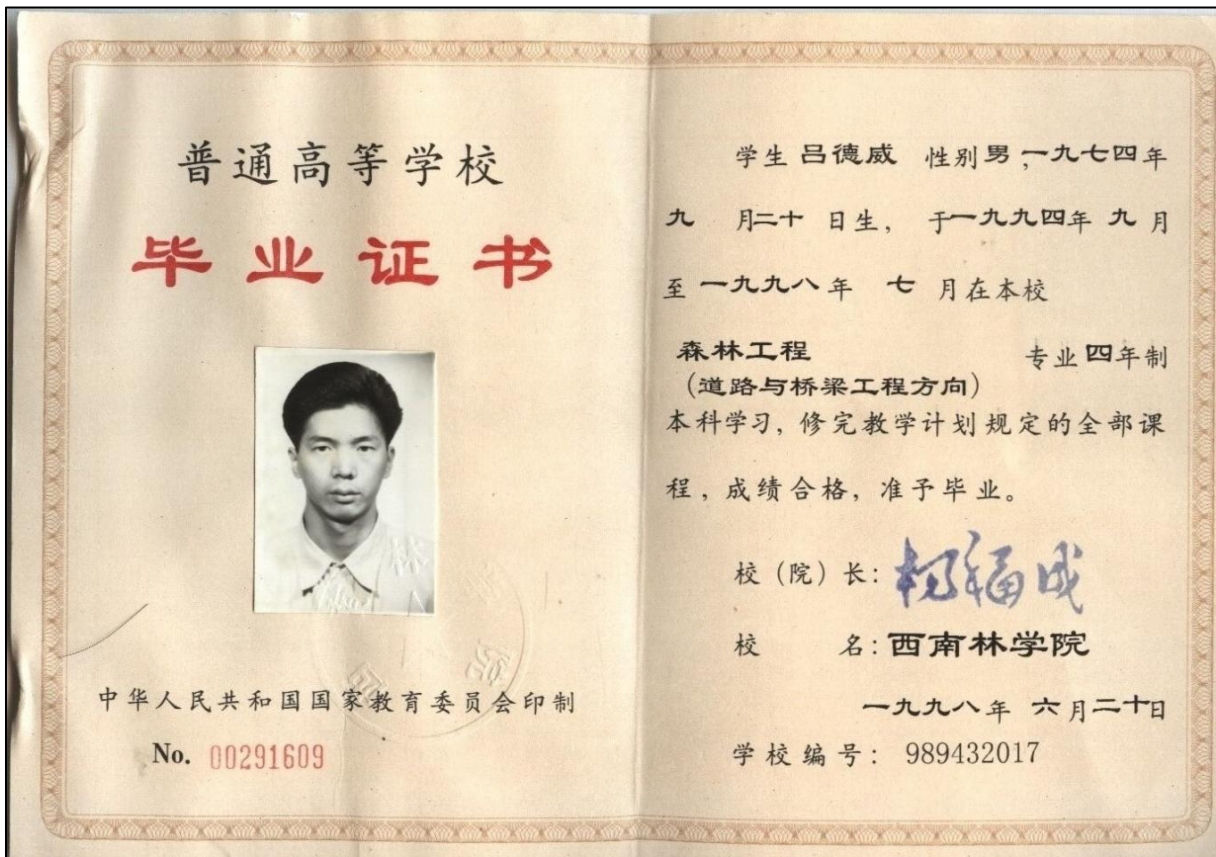 普通高等学校
毕业证书
林
院
西
中华人民共和国国家教育委员会印制
No. 00291609
学生 吕德威 性别 男，一九七四年
九 月二十 日生， 于一九九四年 九月
至 一九九八年 七 月在本校
森林工程 专业 四年制
（道路与桥梁工程方向）
本科学习，修完教学计划规定的全部课
程，成绩合格，准予毕业。
校（院）长：杨福成
校 名：西南林学院
一九九八年 六月二十日
学校编号：989432017